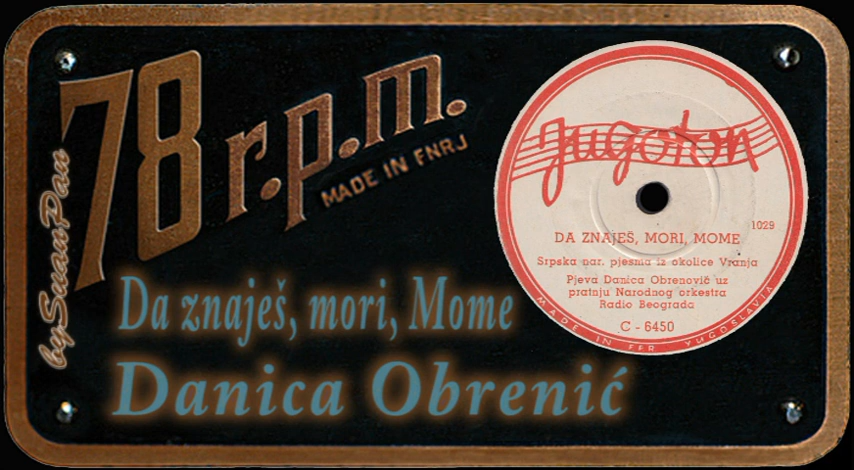 78 r.p.m.
MADE IN FNRJ
bySuanPan
Da znaješ, mori, Mome
Danica Obrenić
Jugoton
1029
DA ZNAJEŠ, MORI, MOME
Srpska nar. pjesma iz okolice Vranja
Pjeva Danica Obrenović uz
pratnju Narodnog orkestra
Radio Beograda
C - 6450
MADE IN FPR YUGOSLAVIA